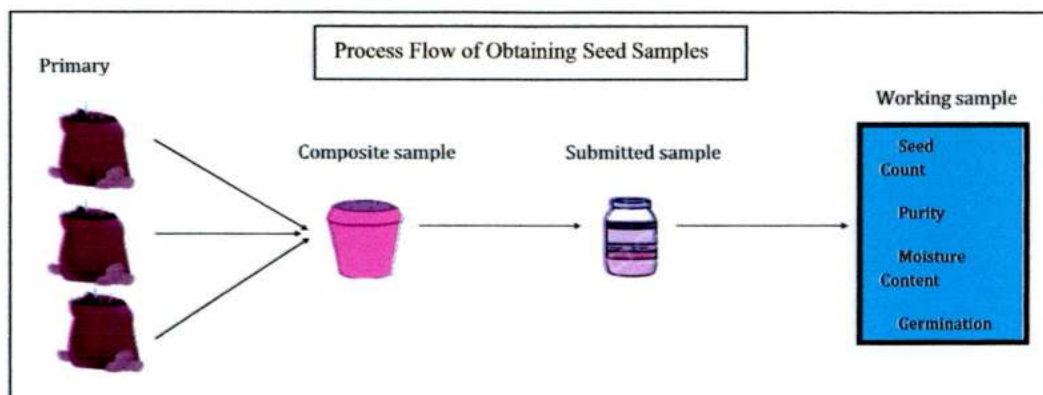 Process Flow of Obtaining Seed Samples
Primary
Working sample
Composite sample
Submitted sample
Seed
Count
Purity
Moisture
Content
Germination